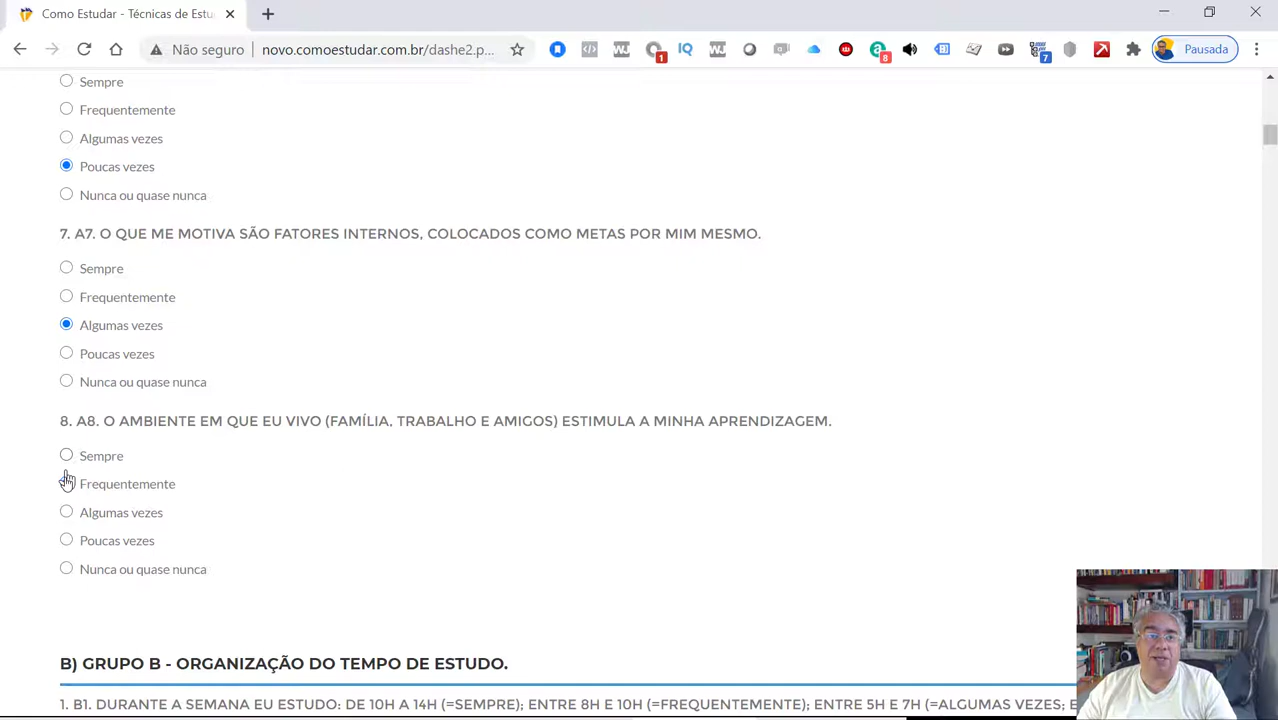 Como Estudar - Técnicas de Estu
Não seguro
novo.comoestudar.com.br/dashe2.p...
1
8
7
Pausada
Sempre
Frequentemente
Algumas vezes
Poucas vezes
Nunca ou quase nunca
7. A7. O QUE ME MOTIVA SÃO FATORES INTERNOS, COLOCADOS COMO METAS POR MIM MESMO.
Sempre
Frequentemente
Algumas vezes
Poucas vezes
Nunca ou quase nunca
8. A8. O AMBIENTE EM QUE EU VIVO (FAMÍLIA, TRABALHO E AMIGOS) ESTIMULA A MINHA APRENDIZAGEM.
Sempre
Frequentemente
Algumas vezes
Poucas vezes
Nunca ou quase nunca
B) GRUPO B - ORGANIZAÇÃO DO TEMPO DE ESTUDO.
1. B1. DURANTE A SEMANA EU ESTUDO: DE 10H A 14H (=SEMPRE); ENTRE 8H E 10H (=FREQUENTEMENTE); ENTRE 5H E 7H (=ALGUMAS VEZES; E